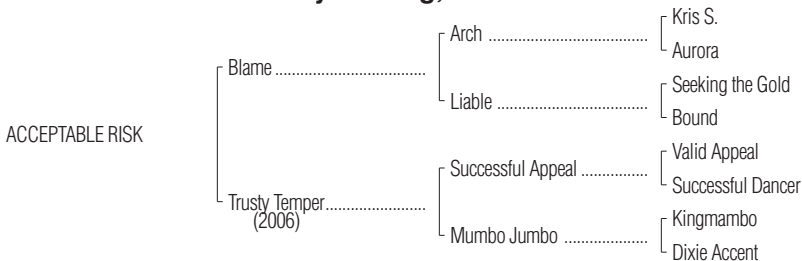 Kris S.
Arch ......................................
Aurora
Blame ....................................
Seeking the Gold
Liable ....................................
Bound
ACCEPTABLE RISK
Valid Appeal
Successful Appeal ................
Successful Dancer
Trusty Temper........................
(2006)
Kingmambo
Mumbo Jumbo ....................
Dixie Accent